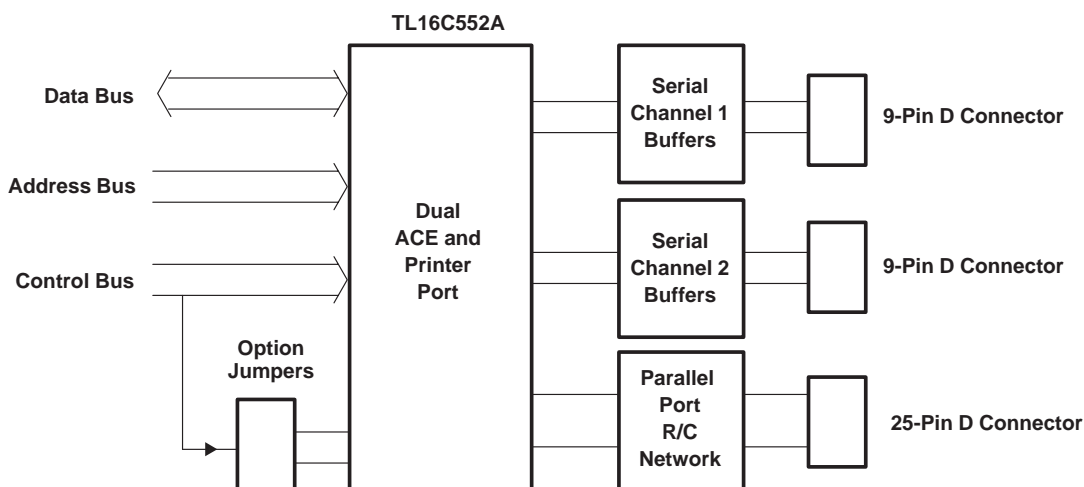 TL16C552A
Data Bus
Address Bus
Control Bus
Option
Jumpers
Dual
ACE and
Printer
Port
Serial
Channel 1
Buffers
9-Pin D Connector
Serial
Channel 2
Buffers
9-Pin D Connector
Parallel
Port
R/C
Network
25-Pin D Connector